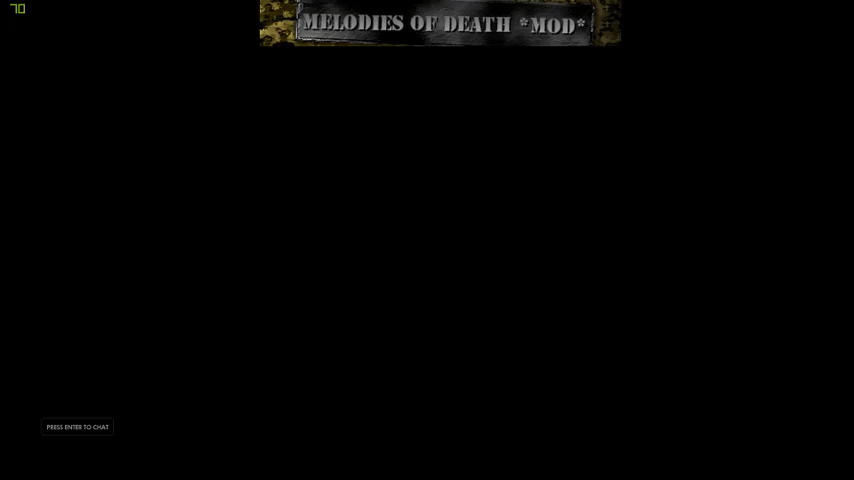 70
MELODIES OF DEATH *MOD*
PRESS ENTER TO CHAT